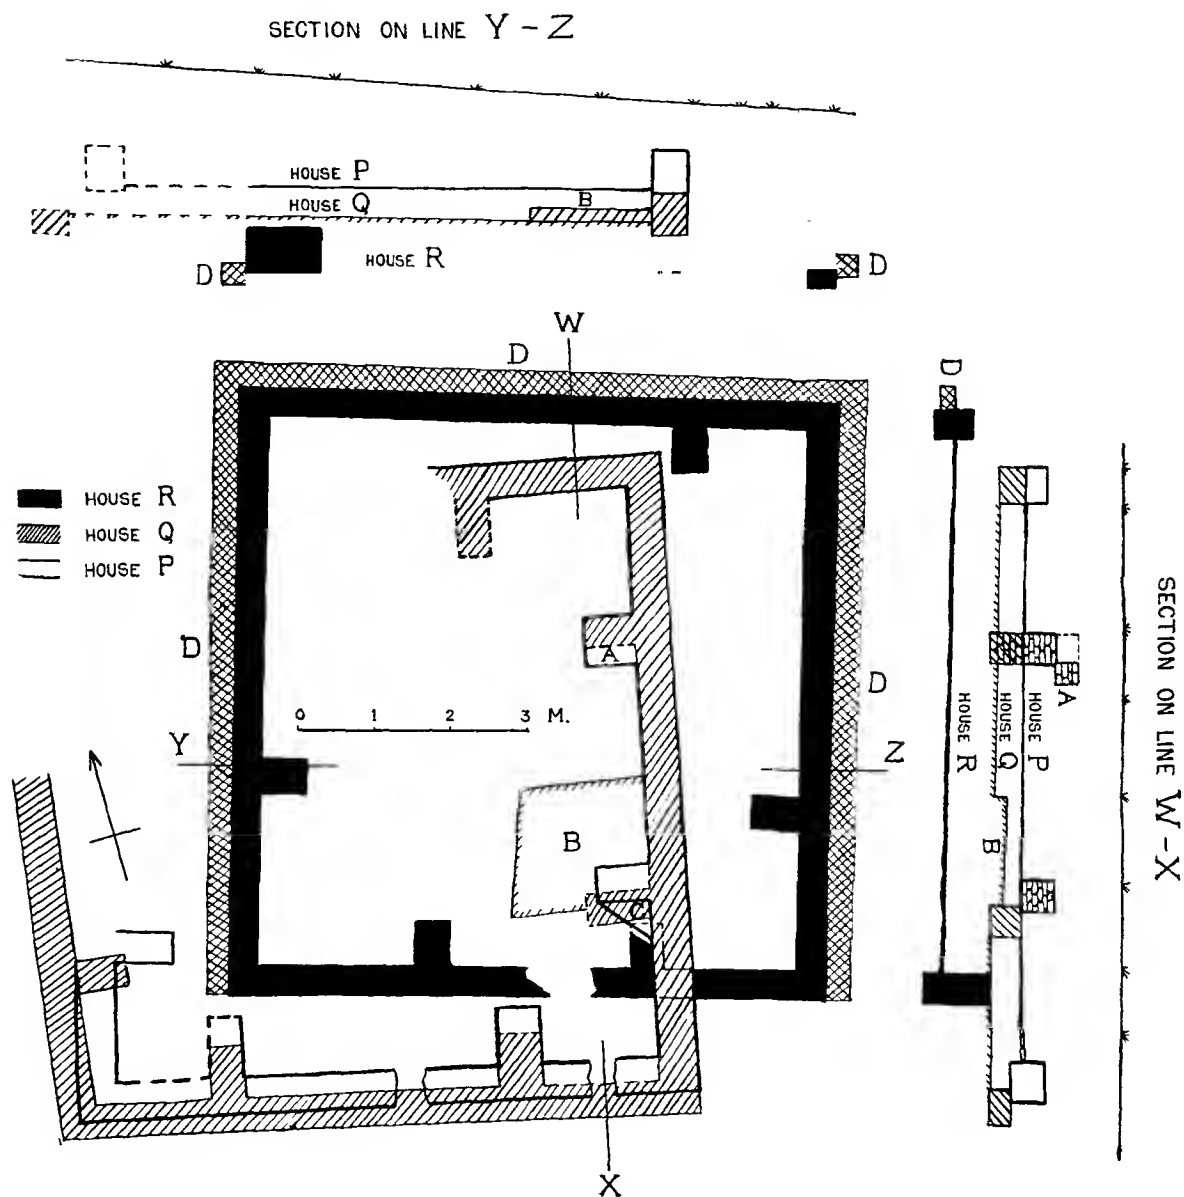 SECTION ON LINE Y – Z
HOUSE P
HOUSE Q
B
HOUSE R
D
D
W
D
D
HOUSE R
HOUSE Q
HOUSE P
A
D
D
0 1 2 3 M.
Y
Z
B
C
X
HOUSE R
HOUSE Q
HOUSE P
A
B
SECTION ON LINE W – X